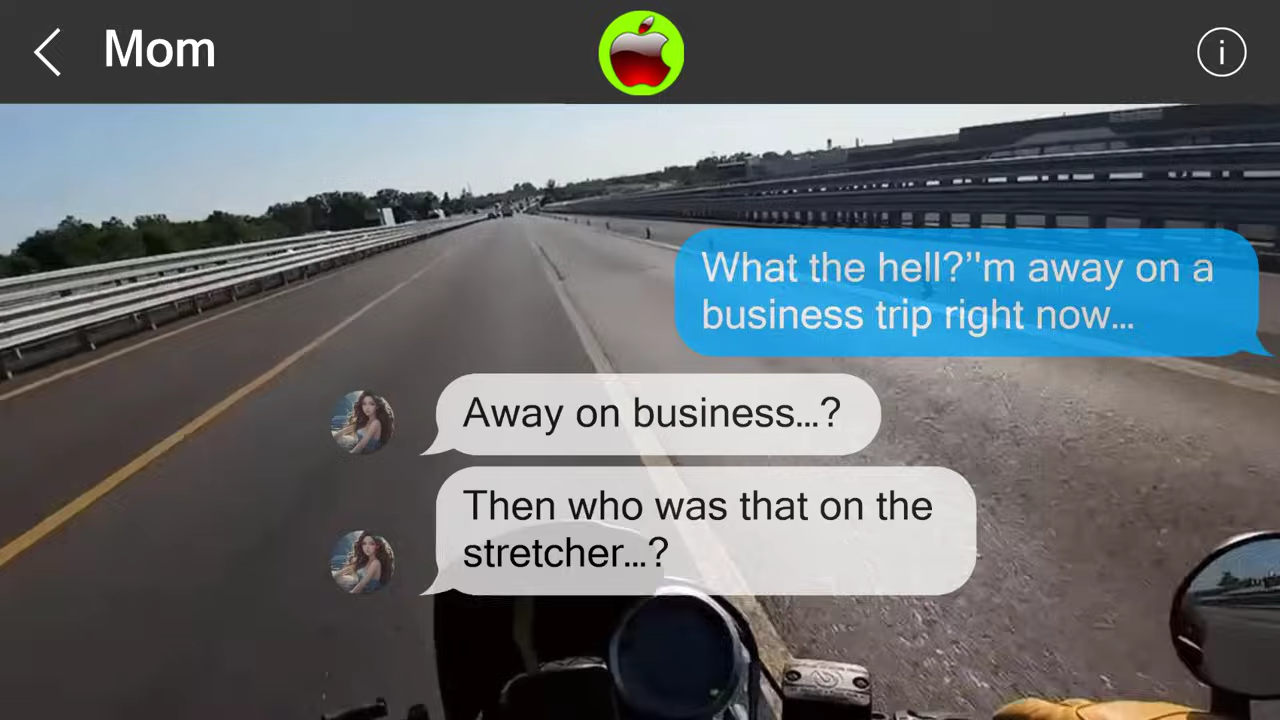 Mom
i
What the hell?''m away on a
business trip right now…
Away on business…?
Then who was that on the
stretcher…?